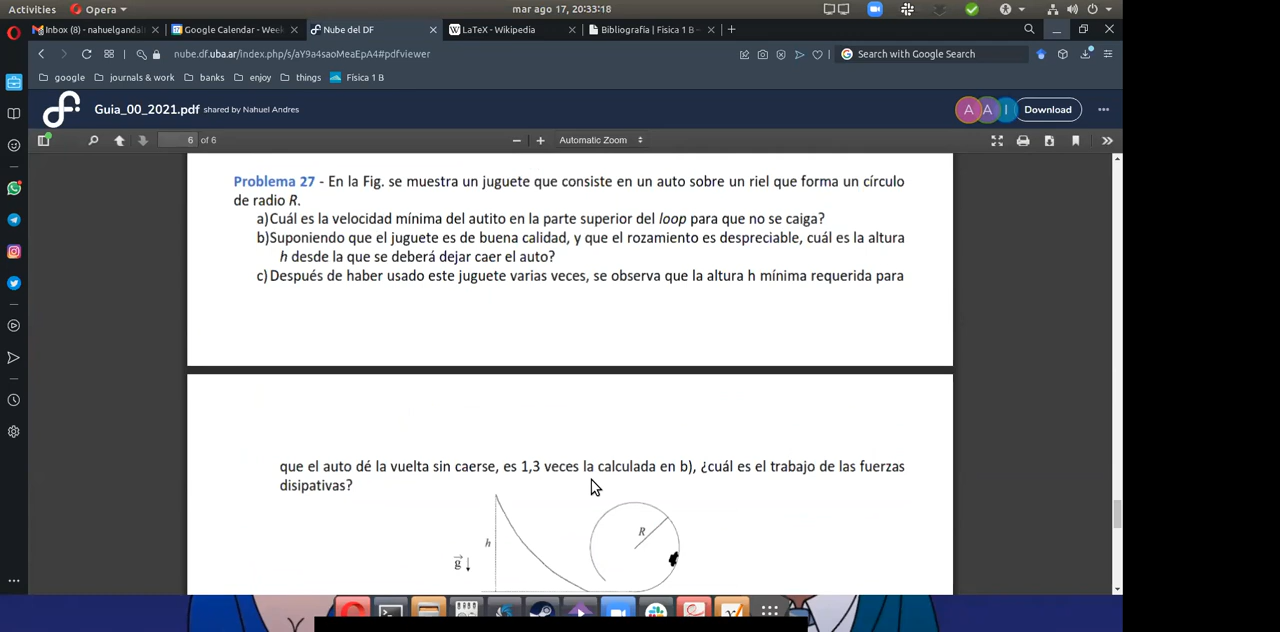 Activities
Opera
mar ago 17, 20:33:18
Inbox (8) - nahuelgandi
Google Calendar - Week
Nube del DF
LaTeX - Wikipedia
Bibliografía | Física 1 B -
nube.df.uba.ar/index.php/s/aY9a4saoMeaEpA4#pdfviewer
Search with Google Search
google
journals & work
banks
enjoy
things
Física 1 B
Guia_00_2021.pdf shared by Nahuel Andres
A A I
Download
6 of 6
Automatic Zoom
Problema 27 - En la Fig. se muestra un juguete que consiste en un auto sobre un riel que forma un círculo
de radio R.
a)Cuál es la velocidad mínima del autito en la parte superior del loop para que no se caiga?
b)Suponiendo que el juguete es de buena calidad, y que el rozamiento es despreciable, cuál es la altura
h desde la que se deberá dejar caer el auto?
c)Después de haber usado este juguete varias veces, se observa que la altura h mínima requerida para
que el auto dé la vuelta sin caerse, es 1,3 veces la calculada en b), ¿cuál es el trabajo de las fuerzas
disipativas?
R
h
g